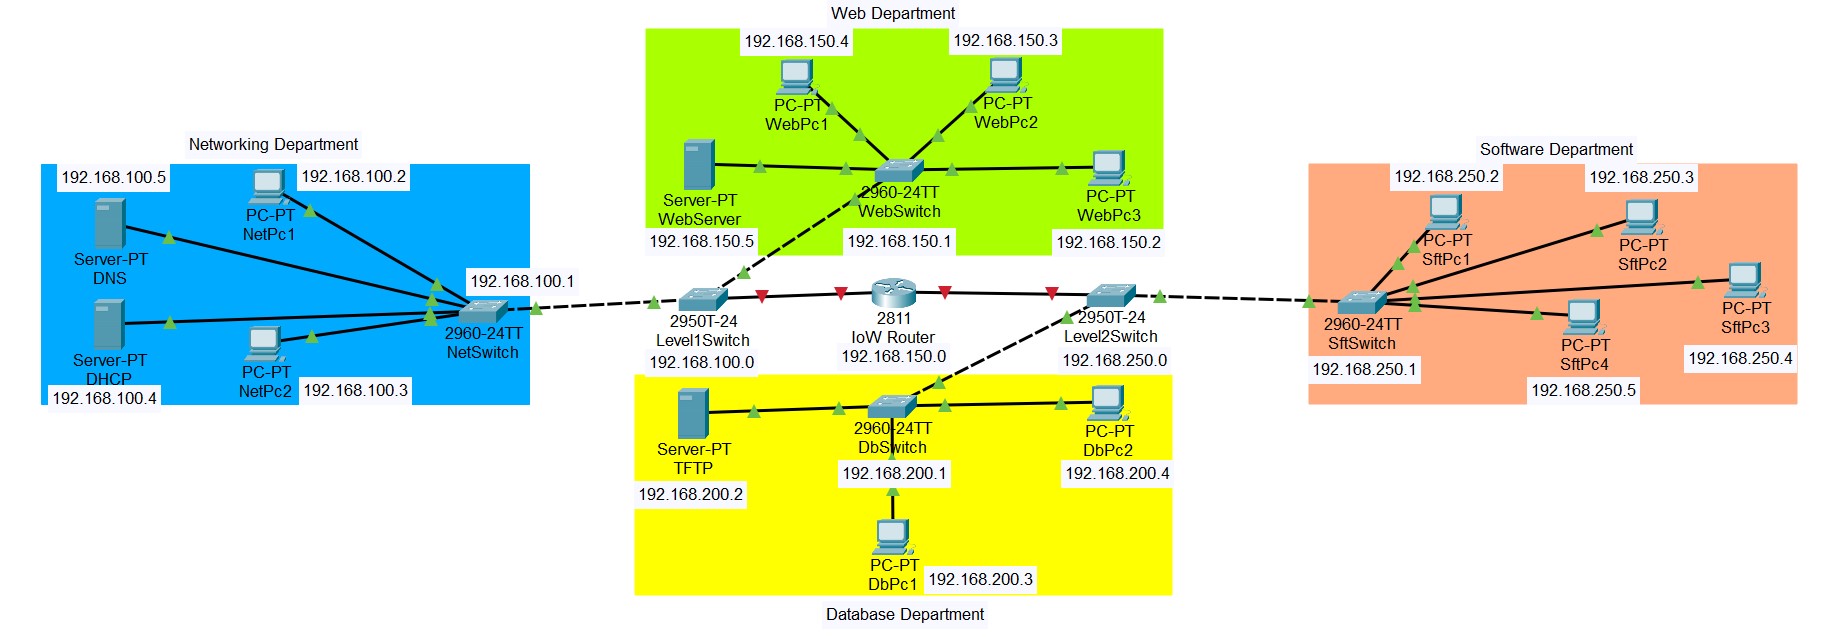 Web Department
192.168.150.4
192.168.150.3
PC-PT
WebPc1
PC-PT
WebPc2
Server-PT
WebServer
2960-24TT
WebSwitch
PC-PT
WebPc3
192.168.150.5
192.168.150.1
192.168.150.2
Networking Department
192.168.100.5
192.168.100.2
PC-PT
NetPc1
Server-PT
DNS
192.168.100.1
2960-24TT
NetSwitch
Server-PT
DHCP
192.168.100.4
PC-PT
NetPc2
192.168.100.3
2950T-24
Level1Switch
192.168.100.0
2811
IoW Router
192.168.150.0
2950T-24
Level2Switch
192.168.250.0
Software Department
192.168.250.2
192.168.250.3
PC-PT
SftPc1
PC-PT
SftPc2
PC-PT
SftPc3
192.168.250.4
2960-24TT
SftSwitch
192.168.250.1
PC-PT
SftPc4
192.168.250.5
Server-PT
TFTP
192.168.200.2
2960-24TT
DbSwitch
192.168.200.1
PC-PT
DbPc2
192.168.200.4
PC-PT
DbPc1
192.168.200.3
Database Department